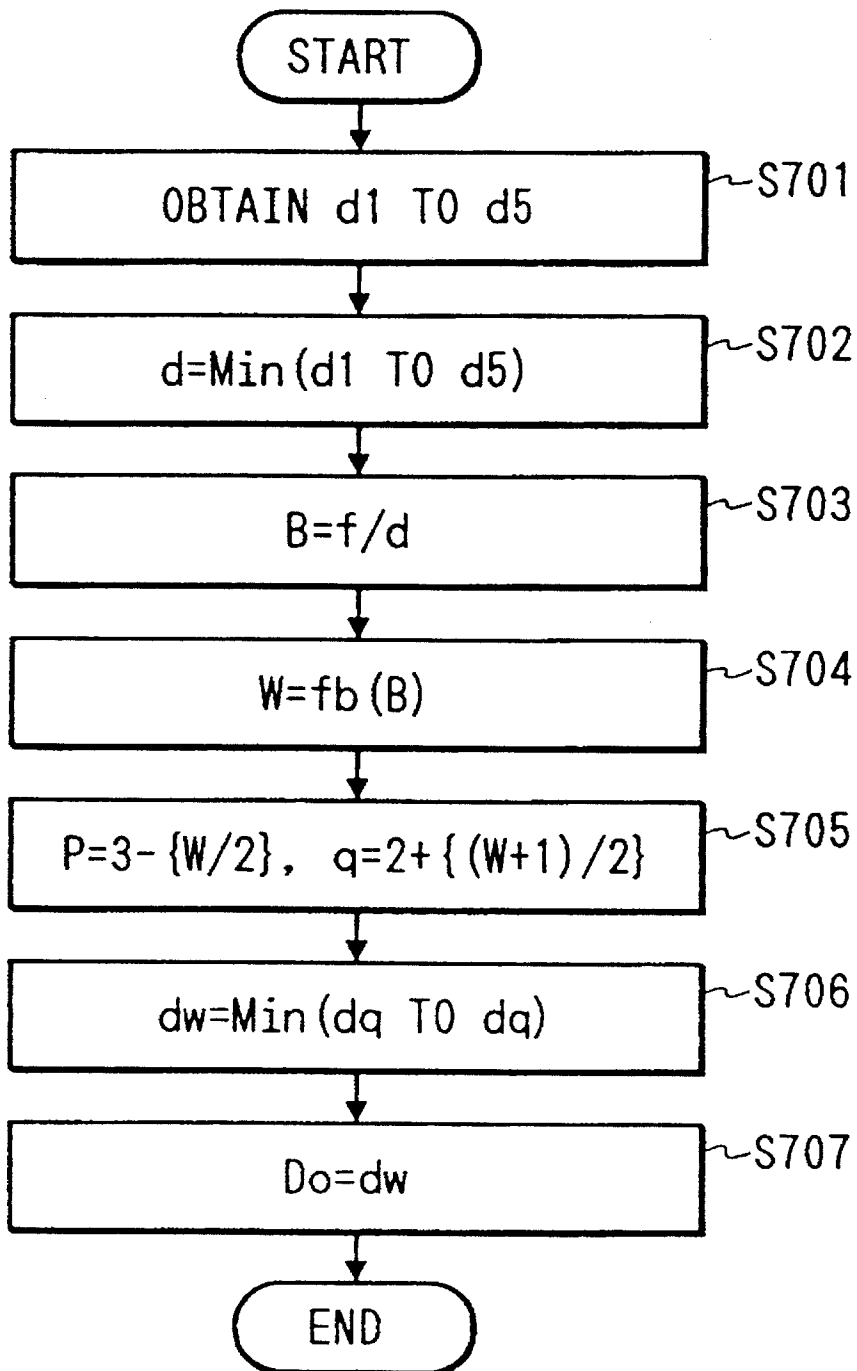 START
OBTAIN d1 TO d5
S701
d=Min(d1 TO d5)
S702
B=f/d
S703
W=fb(B)
S704
P=3-{W/2}, q=2+{(W+1)/2}
S705
dw=Min(dq TO dq)
S706
Do=dw
S707
END